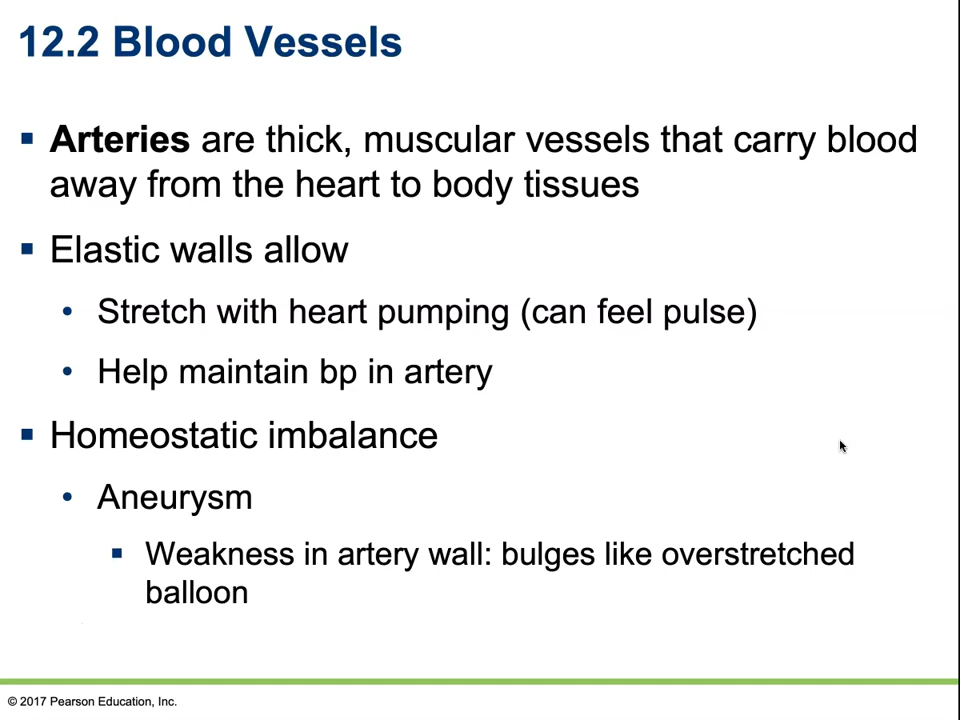 12.2 Blood Vessels
▪ Arteries are thick, muscular vessels that carry blood
away from the heart to body tissues
▪ Elastic walls allow
• Stretch with heart pumping (can feel pulse)
• Help maintain bp in artery
▪ Homeostatic imbalance
• Aneurysm
▪ Weakness in artery wall: bulges like overstretched
balloon
© 2017 Pearson Education, Inc.